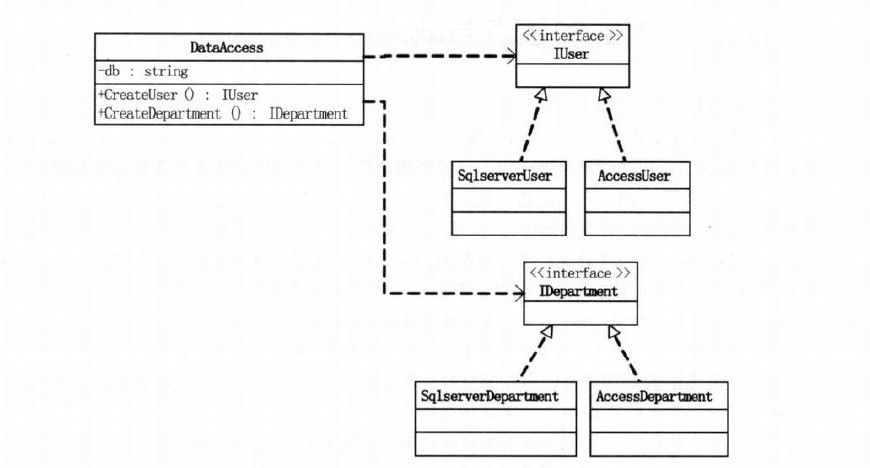 DataAccess
-db : string
+CreateUser () : IUser
+CreateDepartment () : IDepartment
<<interface >>
IUser
SqlserverUser
AccessUser
<<interface >>
IDepartment
SqlserverDepartment
AccessDepartment